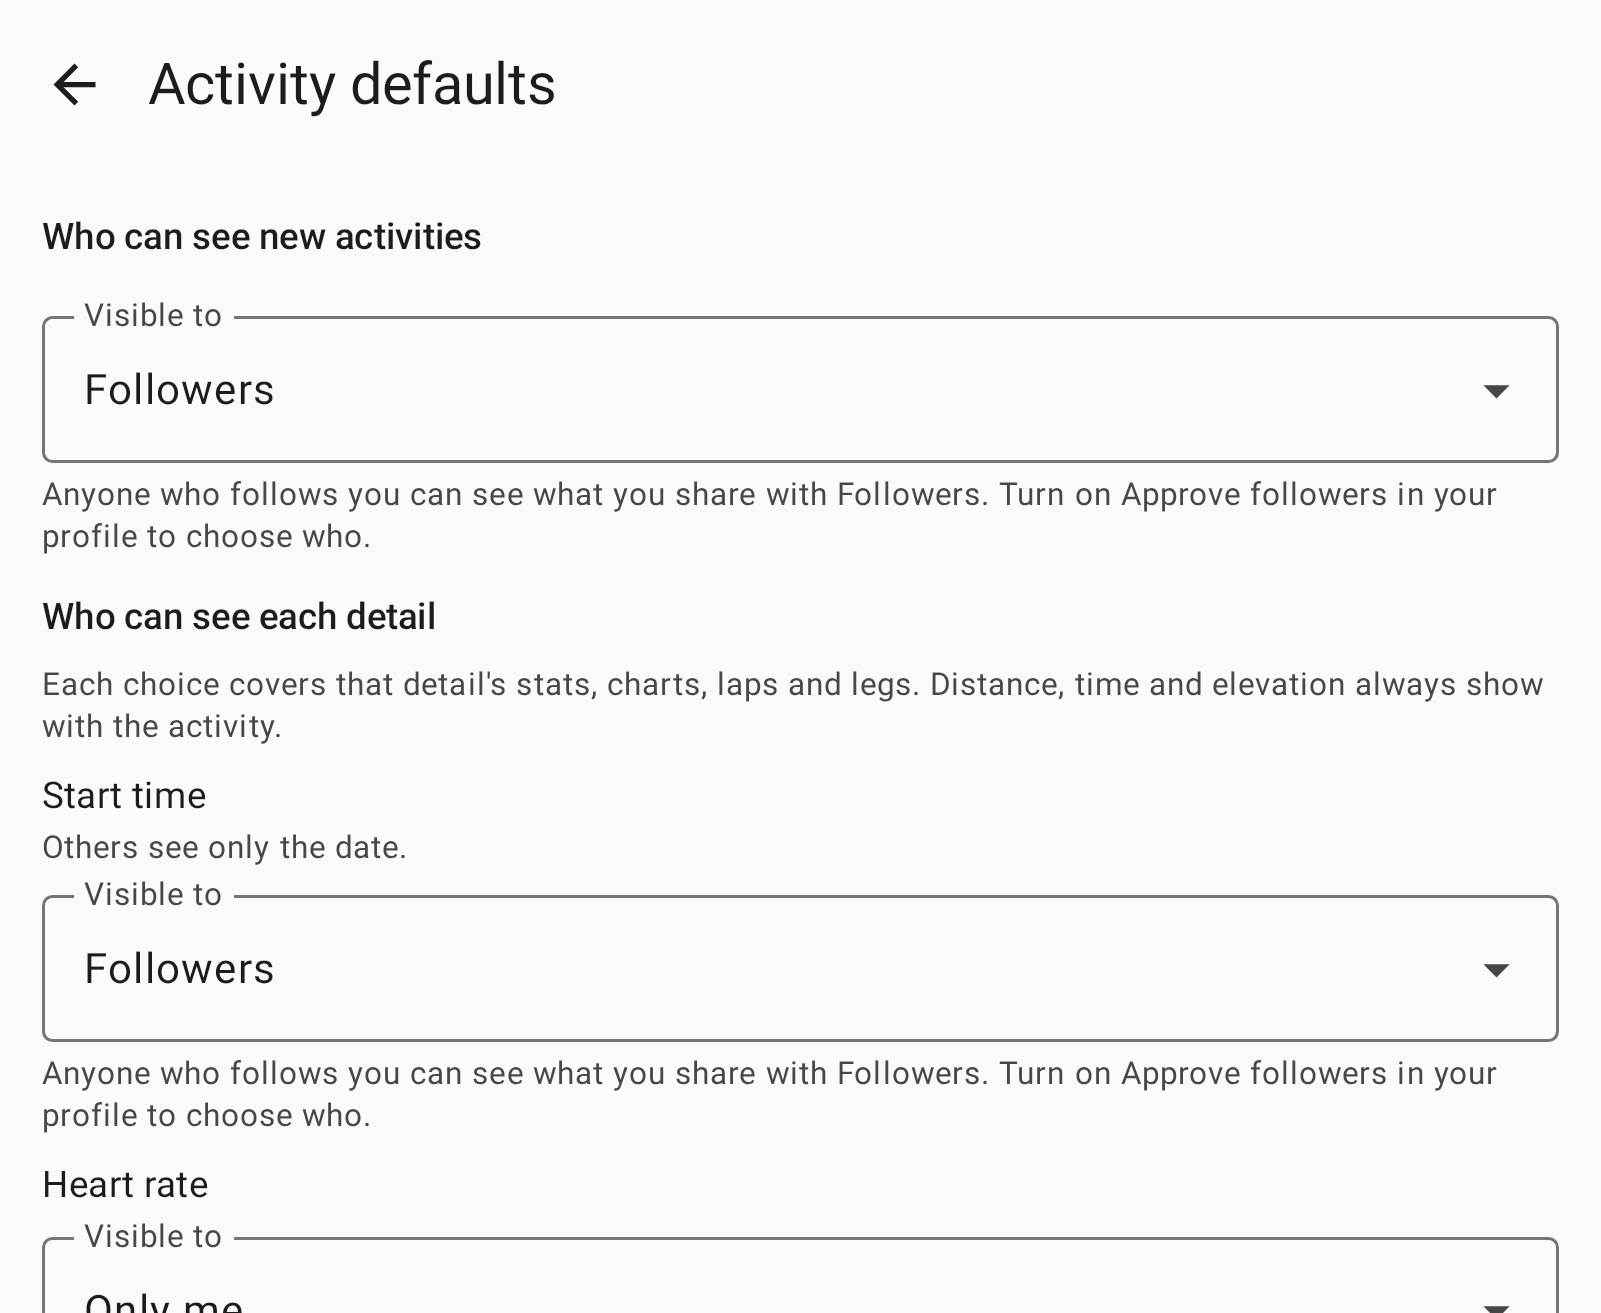 Activity defaults
Who can see new activities
Visible to
Followers
Anyone who follows you can see what you share with Followers. Turn on Approve followers in your
profile to choose who.
Who can see each detail
Each choice covers that detail's stats, charts, laps and legs. Distance, time and elevation always show
with the activity.
Start time
Others see only the date.
Visible to
Followers
Anyone who follows you can see what you share with Followers. Turn on Approve followers in your
profile to choose who.
Heart rate
Visible to
Only me